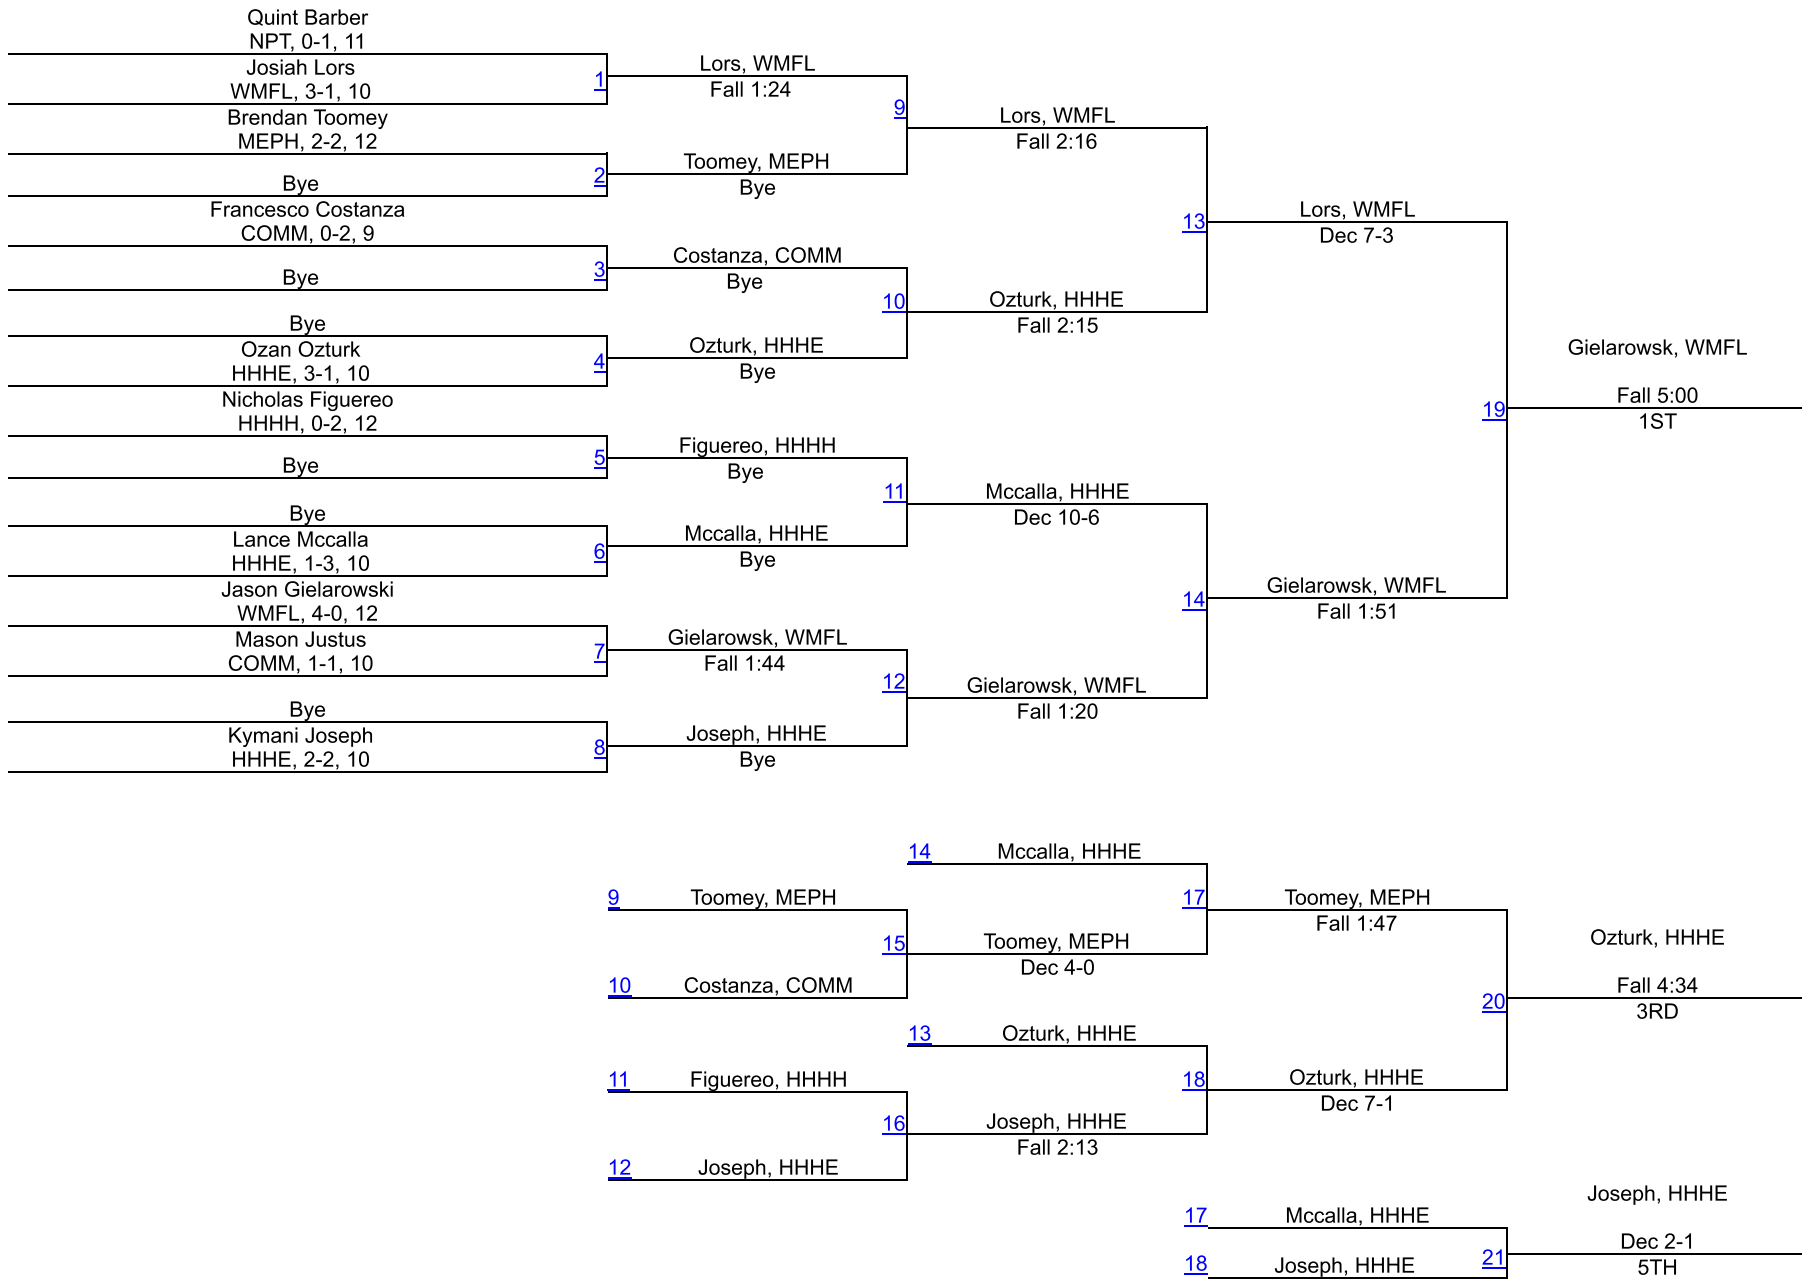 Quint Barber
NPT, 0-1, 11
Josiah Lors
WMFL, 3-1, 10
1
Brendan Toomey
MEPH, 2-2, 12
Bye
2
Francesco Costanza
COMM, 0-2, 9
Bye
3
Bye
Ozan Ozturk
HHHE, 3-1, 10
4
Nicholas Figuereo
HHHH, 0-2, 12
Bye
5
Bye
Lance Mccalla
HHHE, 1-3, 10
6
Jason Gielarowski
WMFL, 4-0, 12
Mason Justus
COMM, 1-1, 10
7
Bye
Kymani Joseph
HHHE, 2-2, 10
8
Lors, WMFL
Fall 1:24
9
Toomey, MEPH
Bye
Costanza, COMM
Bye
10
Ozturk, HHHE
Bye
Figuereo, HHHH
Bye
11
Mccalla, HHHE
Bye
Gielarowsk, WMFL
Fall 1:44
12
Joseph, HHHE
Bye
Lors, WMFL
Fall 2:16
13
Ozturk, HHHE
Fall 2:15
Mccalla, HHHE
Dec 10-6
14
Gielarowsk, WMFL
Fall 1:20
Lors, WMFL
Dec 7-3
19
Gielarowsk, WMFL
Fall 1:51
Gielarowsk, WMFL
Fall 5:00
1ST
9
Toomey, MEPH
15
10
Costanza, COMM
11
Figuereo, HHHH
16
12
Joseph, HHHE
14
Mccalla, HHHE
17
Toomey, MEPH
Dec 4-0
13
Ozturk, HHHE
18
Joseph, HHHE
Fall 2:13
Toomey, MEPH
Fall 1:47
20
Ozturk, HHHE
Dec 7-1
Ozturk, HHHE
Fall 4:34
3RD
17
Mccalla, HHHE
18
Joseph, HHHE
21
Joseph, HHHE
Dec 2-1
5TH